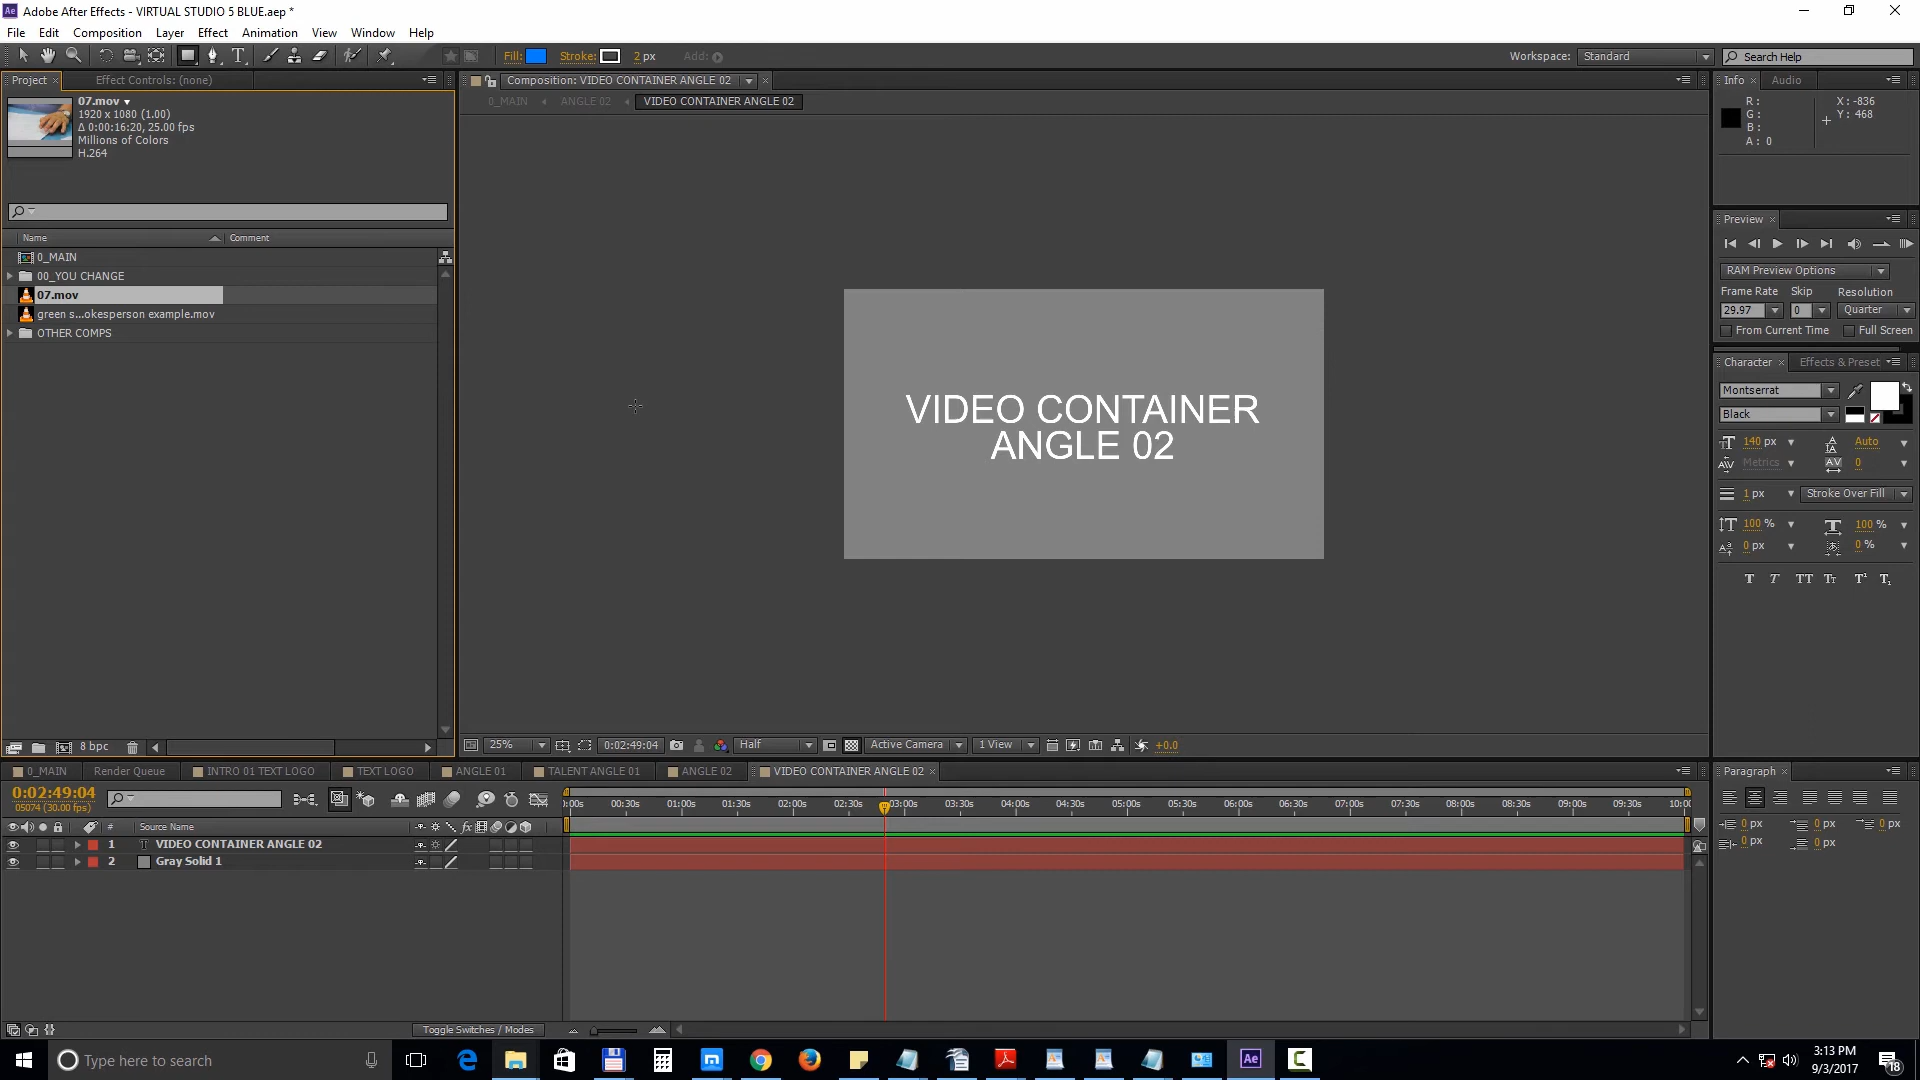 Adobe After Effects - VIRTUAL STUDIO 5 BLUE.aep *
File Edit Composition Layer Effect Animation View Window Help
Fill: Stroke: 2 px Add: Workspace: Standard Search Help
Project Effect Controls: (none)
07.mov
1920 x 1080 (1.00)
Δ 0:00:16:20, 25.00 fps
Millions of Colors
H.264
Name Comment
0_MAIN
00_YOU CHANGE
07.mov
green s...okesperson example.mov
OTHER COMPS
8 bpc
Composition: VIDEO CONTAINER ANGLE 02
0_MAIN ANGLE 02 VIDEO CONTAINER ANGLE 02
VIDEO CONTAINER
ANGLE 02
25% 0:02:49:04 Half Active Camera 1 View +0.0
Info Audio
R : X : -836
G : Y : 468
B :
A : 0
Preview
RAM Preview Options
Frame Rate Skip Resolution
29.97 0 Quarter
From Current Time Full Screen
Character Effects & Preset
Montserrat
Black
140 px Auto
Metrics 0
1 px Stroke Over Fill
100 % 100 %
0 px 0 %
T T TT Tt T¹ T₁
0_MAIN Render Queue INTRO 01 TEXT LOGO TEXT LOGO ANGLE 01 TALENT ANGLE 01 ANGLE 02 VIDEO CONTAINER ANGLE 02
0:02:49:04
05074 (30.00 fps)
0:00s 00:30s 01:00s 01:30s 02:00s 02:30s 03:00s 03:30s 04:00s 04:30s 05:00s 05:30s 06:00s 06:30s 07:00s 07:30s 08:00s 08:30s 09:00s 09:30s 10:00
# Source Name
1 T VIDEO CONTAINER ANGLE 02
2 Gray Solid 1
Toggle Switches / Modes
Paragraph
0 px 0 px 0 px
0 px 0 px
Type here to search
3:13 PM
9/3/2017
18